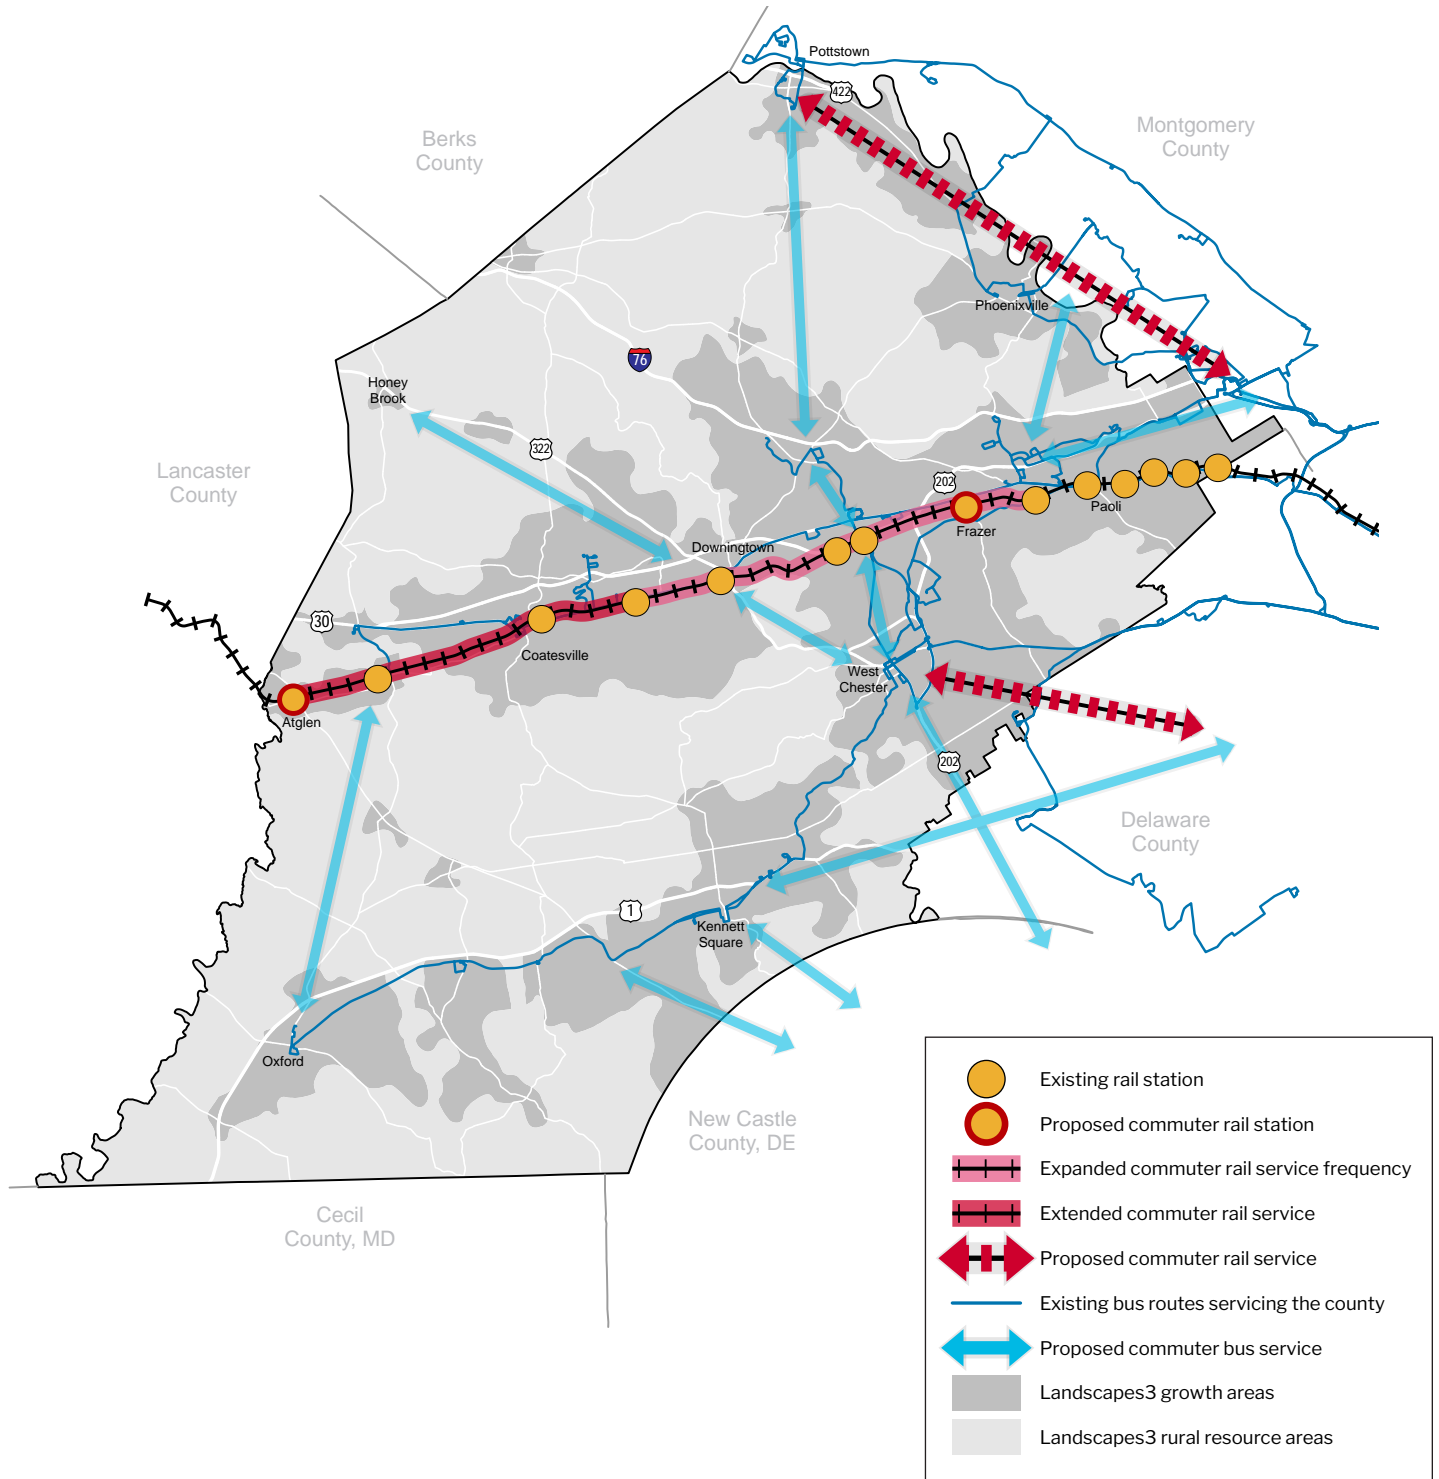 Pottstown
422
Berks
County
Montgomery
County
Phoenixville
76
Honey
Brook
322
Lancaster
County
202
Paoli
Frazer
Downingtown
30
Coatesville
West
Chester
Atglen
202
Delaware
County
1
Kennett
Square
Oxford
New Castle
County, DE
Cecil
County, MD
Existing rail station
Proposed commuter rail station
Expanded commuter rail service frequency
Extended commuter rail service
Proposed commuter rail service
Existing bus routes servicing the county
Proposed commuter bus service
Landscapes3 growth areas
Landscapes3 rural resource areas